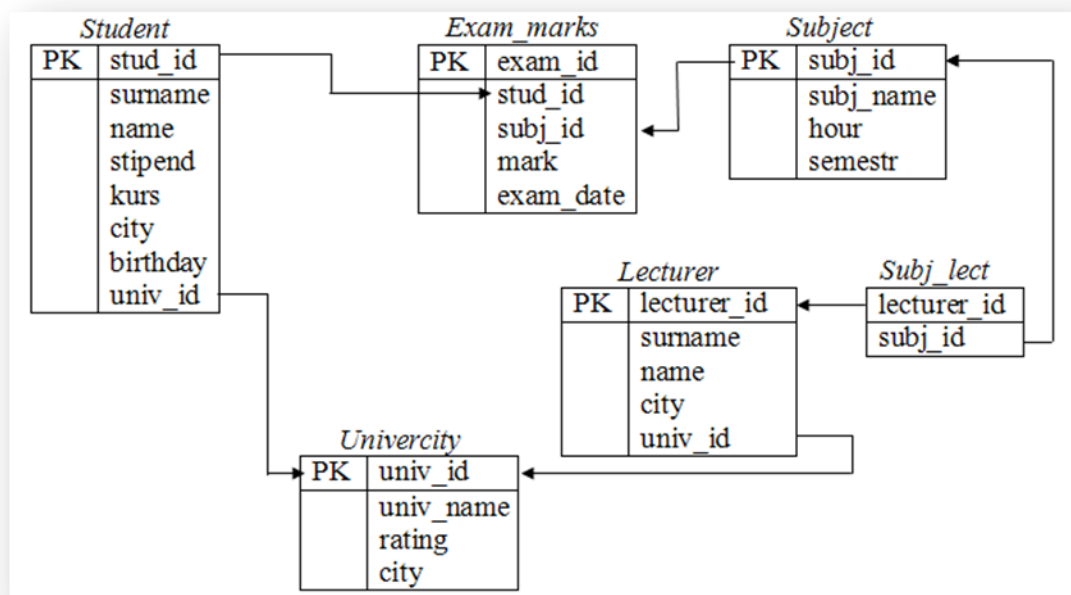 Student
PK stud_id
surname
name
stipend
kurs
city
birthday
univ_id
Exam_marks
PK exam_id
stud_id
subj_id
mark
exam_date
Subject
PK subj_id
subj_name
hour
semestr
Lecturer
PK lecturer_id
surname
name
city
univ_id
Subj_lect
lecturer_id
subj_id
Univercity
PK univ_id
univ_name
rating
city